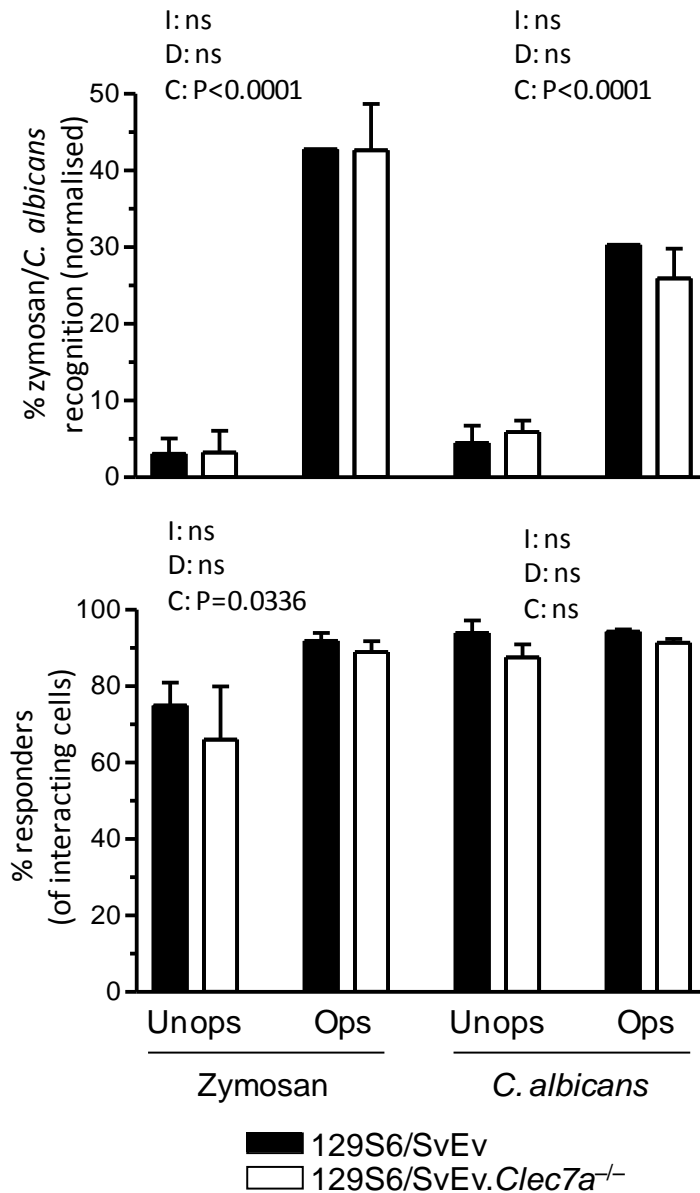 I: ns
D: ns
C: P<0.0001
I: ns
D: ns
C: P<0.0001
% zymosan/C. albicans
recognition (normalised)
50
40
30
20
10
0
I: ns
D: ns
C: P=0.0336
I: ns
D: ns
C: ns
% responders
(of interacting cells)
100
80
60
40
20
0
Unops Ops Unops Ops
Zymosan C. albicans
129S6/SvEv
129S6/SvEv.Clec7a–/–